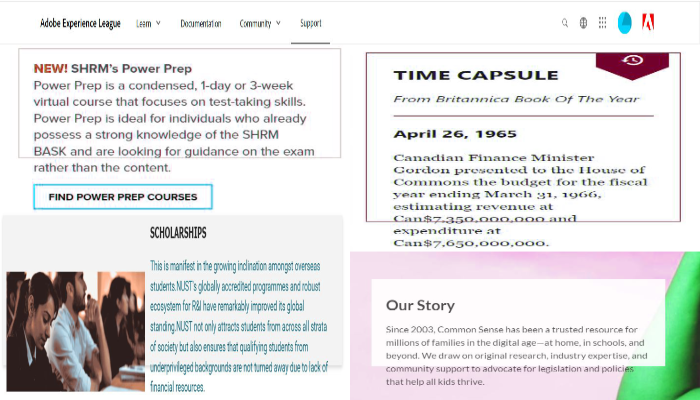 Adobe Experience League Learn Documentation Community Support
NEW! SHRM's Power Prep
Power Prep is a condensed, 1-day or 3-week
virtual course that focuses on test-taking skills.
Power Prep is ideal for individuals who already
possess a strong knowledge of the SHRM
BASK and are looking for guidance on the exam
rather than the content.
FIND POWER PREP COURSES
TIME CAPSULE
From Britannica Book Of The Year
April 26, 1965
Canadian Finance Minister
Gordon presented to the House of
Commons the budget for the fiscal
year ending March 31, 1966,
estimating revenue at
Can$7,350,000,000 and
expenditure at
Can$7,650,000,000.
SCHOLARSHIPS
This is manifest in the growing inclination amongst overseas
students.NUST's globally accredited programmes and robust
ecosystem for R&I have remarkably improved its global
standing.NUST not only attracts students from across all strata
of society but also ensures that qualifying students from
underprivileged backgrounds are not turned away due to lack of
financial resources.
Our Story
Since 2003, Common Sense has been a trusted resource for
millions of families in the digital age—at home, in schools, and
beyond. We draw on original research, industry expertise, and
community support to advocate for legislation and policies
that help all kids thrive.